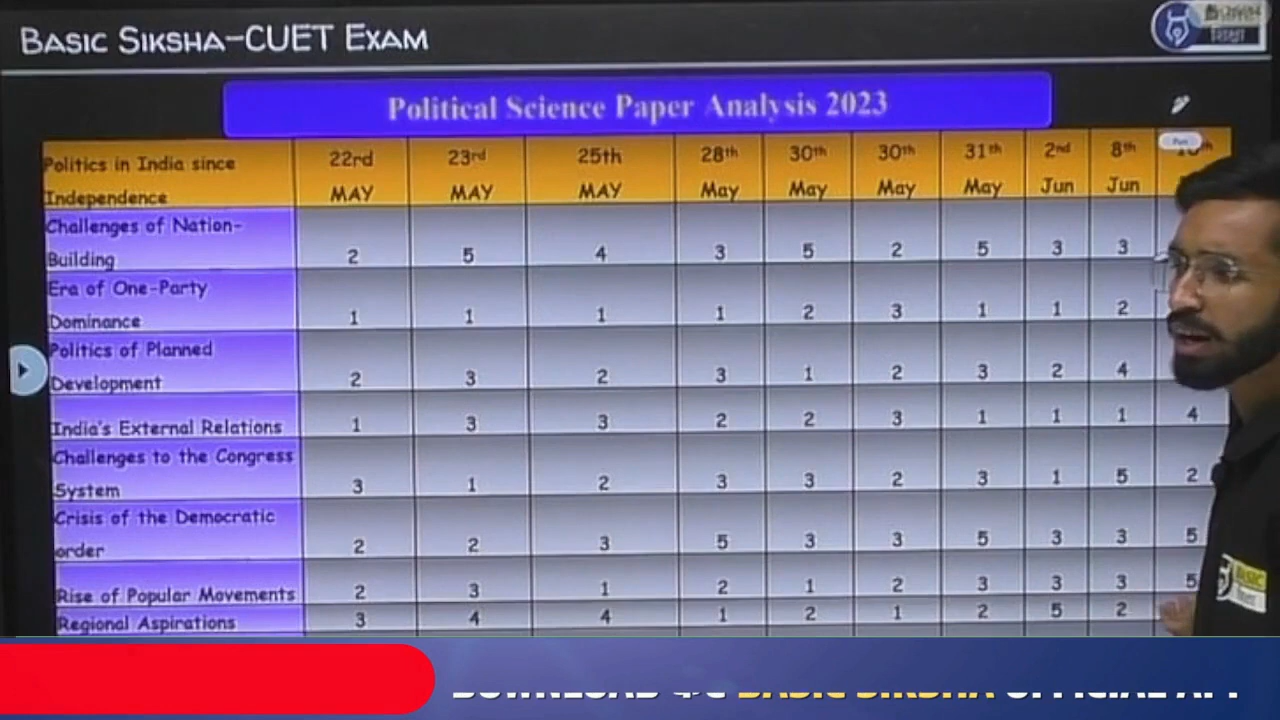 BASIC SIKSHA-CUET EXAM
Political Science Paper Analysis 2023
Politics in India since Independence 22rd MAY 23rd MAY 25th MAY 28th May 30th May 30th May 31th May 2nd Jun 8th Jun
Challenges of Nation-Building 2 5 4 3 5 2 5 3 3
Era of One-Party Dominance 1 1 1 1 2 3 1 1 2
Politics of Planned Development 2 3 2 3 1 2 3 2 4
India's External Relations 1 3 3 2 2 3 1 1 1 4
Challenges to the Congress System 3 1 2 3 3 2 3 1 5 2
Crisis of the Democratic order 2 2 3 5 3 3 5 3 3 5
Rise of Popular Movements 2 3 1 2 1 2 3 3 3 5
Regional Aspirations 3 4 4 1 2 1 2 5 2
BASIC